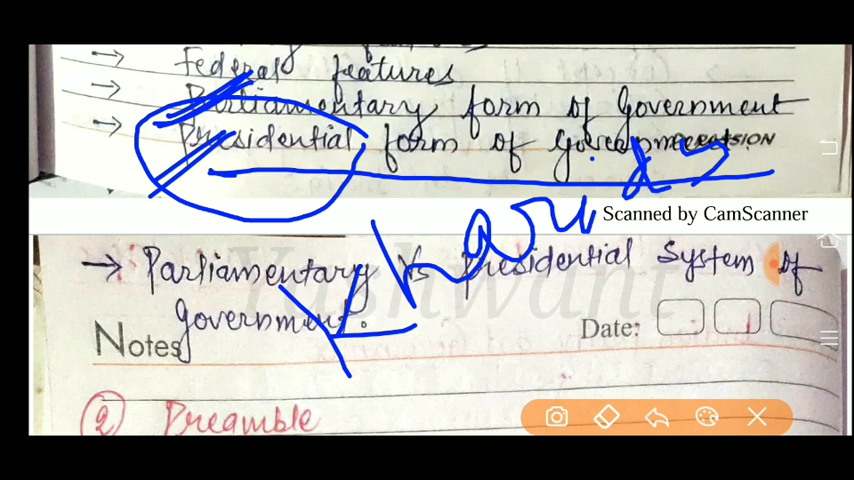 → Federal features
→ Parliamentary form of Government
→ Presidential form of Government.
Scanned by CamScanner
→ Parliamentary Vs Presidential System of
Government.
Notes
Date:
② Preamble
Yashwant